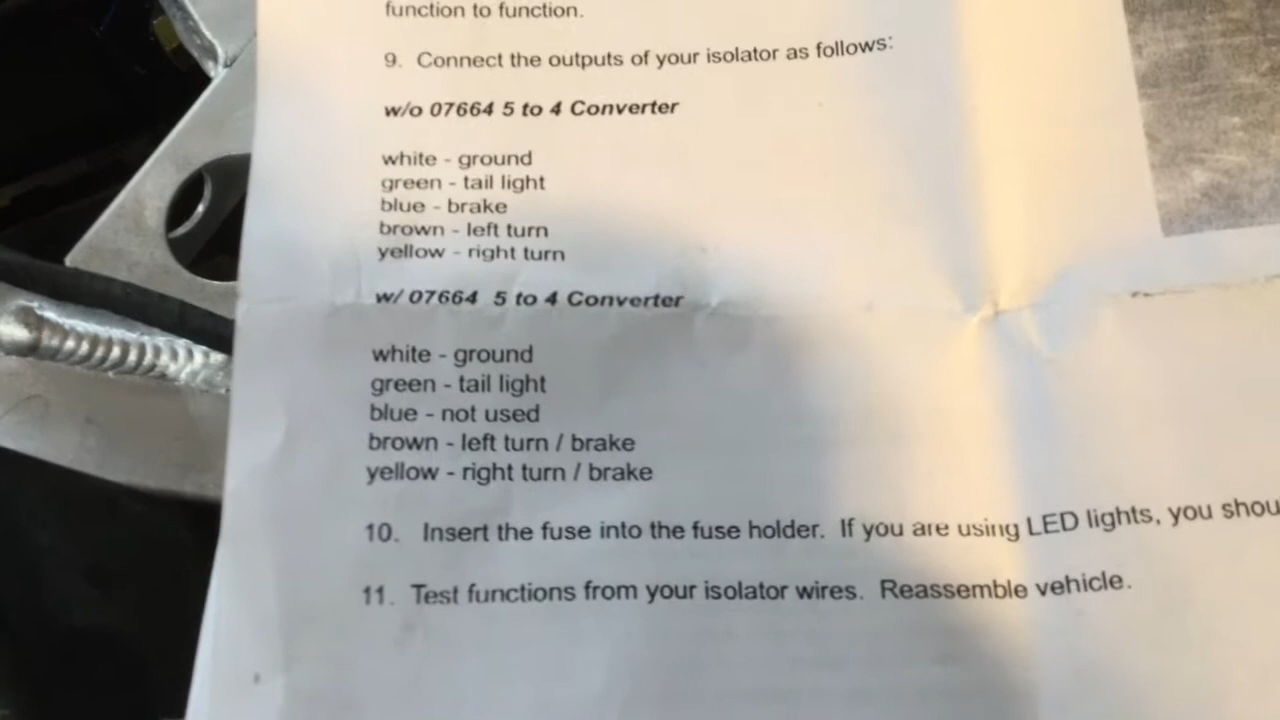 function to function.
9. Connect the outputs of your isolator as follows:
w/o 07664 5 to 4 Converter
white - ground
green - tail light
blue - brake
brown - left turn
yellow - right turn
w/ 07664 5 to 4 Converter
white - ground
green - tail light
blue - not used
brown - left turn / brake
yellow - right turn / brake
10. Insert the fuse into the fuse holder. If you are using LED lights, you shou
11. Test functions from your isolator wires. Reassemble vehicle.